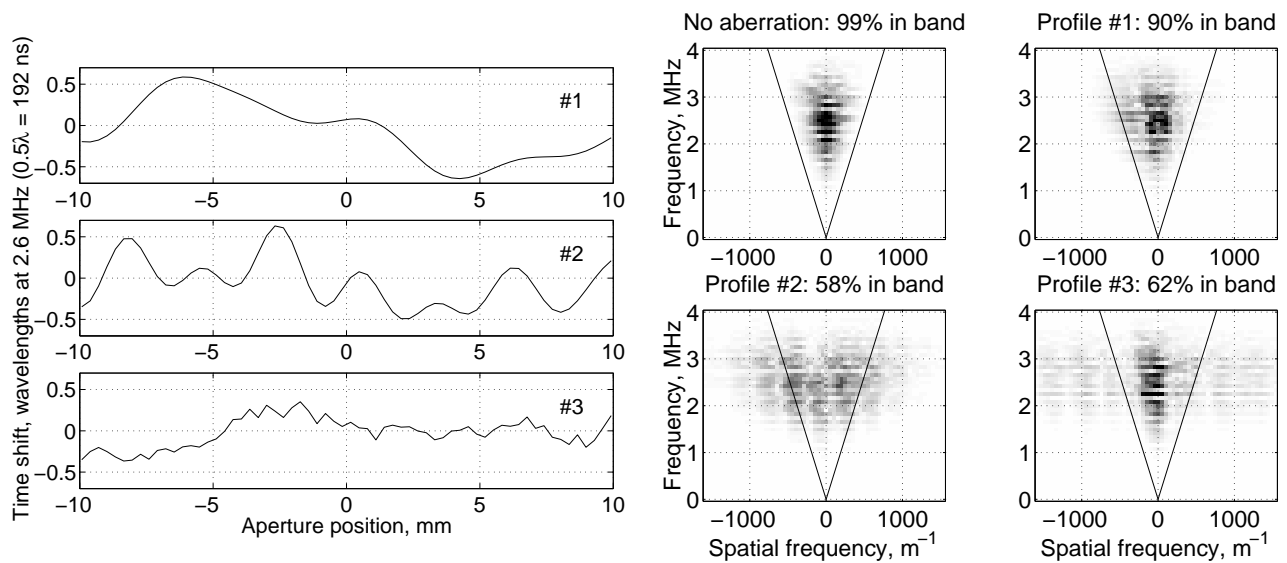 Time shift, wavelengths at 2.6 MHz (0.5λ = 192 ns)
0.5
0
−0.5
#1
−10 −5 0 5 10
0.5
0
−0.5
#2
−10 −5 0 5 10
0.5
0
−0.5
#3
−10 −5 0 5 10
Aperture position, mm
No aberration: 99% in band
Frequency, MHz
4
3
2
1
0
−1000 0 1000
Profile #1: 90% in band
4
3
2
1
0
−1000 0 1000
Profile #2: 58% in band
Frequency, MHz
4
3
2
1
0
−1000 0 1000
Spatial frequency, m⁻¹
Profile #3: 62% in band
4
3
2
1
0
−1000 0 1000
Spatial frequency, m⁻¹